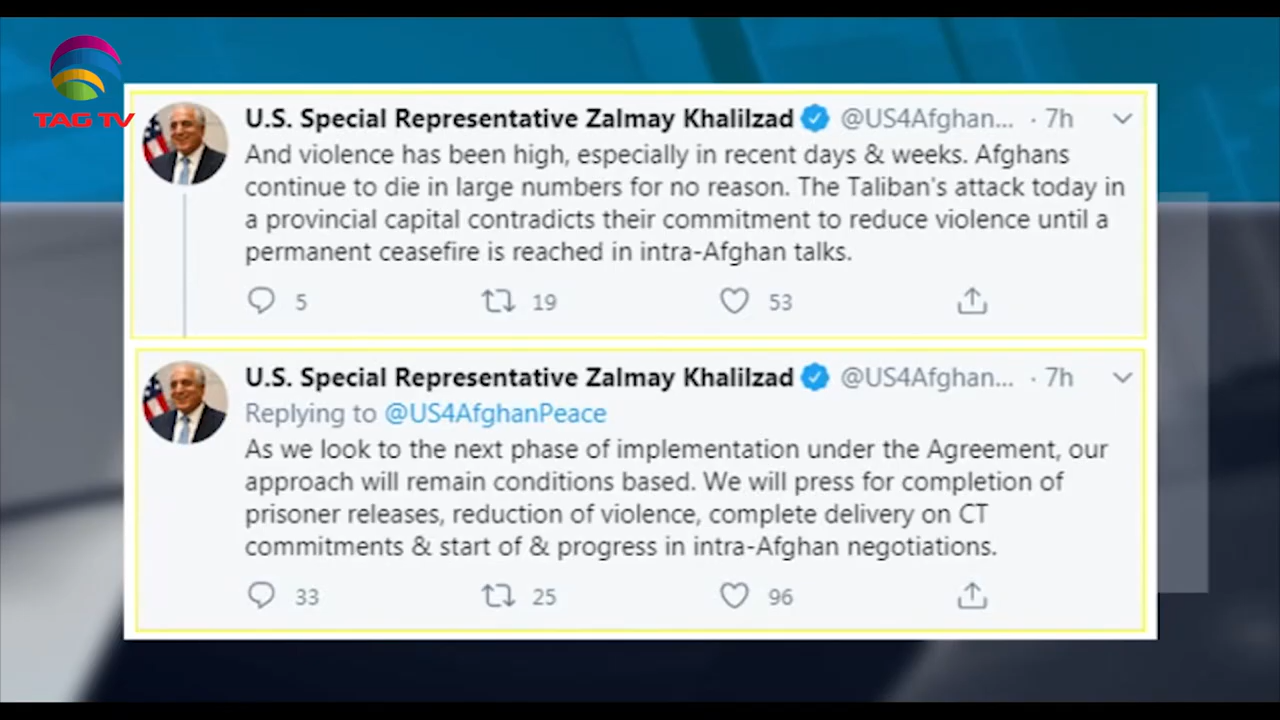 TAG TV
U.S. Special Representative Zalmay Khalilzad @US4Afghan... · 7h
And violence has been high, especially in recent days & weeks. Afghans
continue to die in large numbers for no reason. The Taliban's attack today in
a provincial capital contradicts their commitment to reduce violence until a
permanent ceasefire is reached in intra-Afghan talks.
5 19 53
U.S. Special Representative Zalmay Khalilzad @US4Afghan... · 7h
Replying to @US4AfghanPeace
As we look to the next phase of implementation under the Agreement, our
approach will remain conditions based. We will press for completion of
prisoner releases, reduction of violence, complete delivery on CT
commitments & start of & progress in intra-Afghan negotiations.
33 25 96